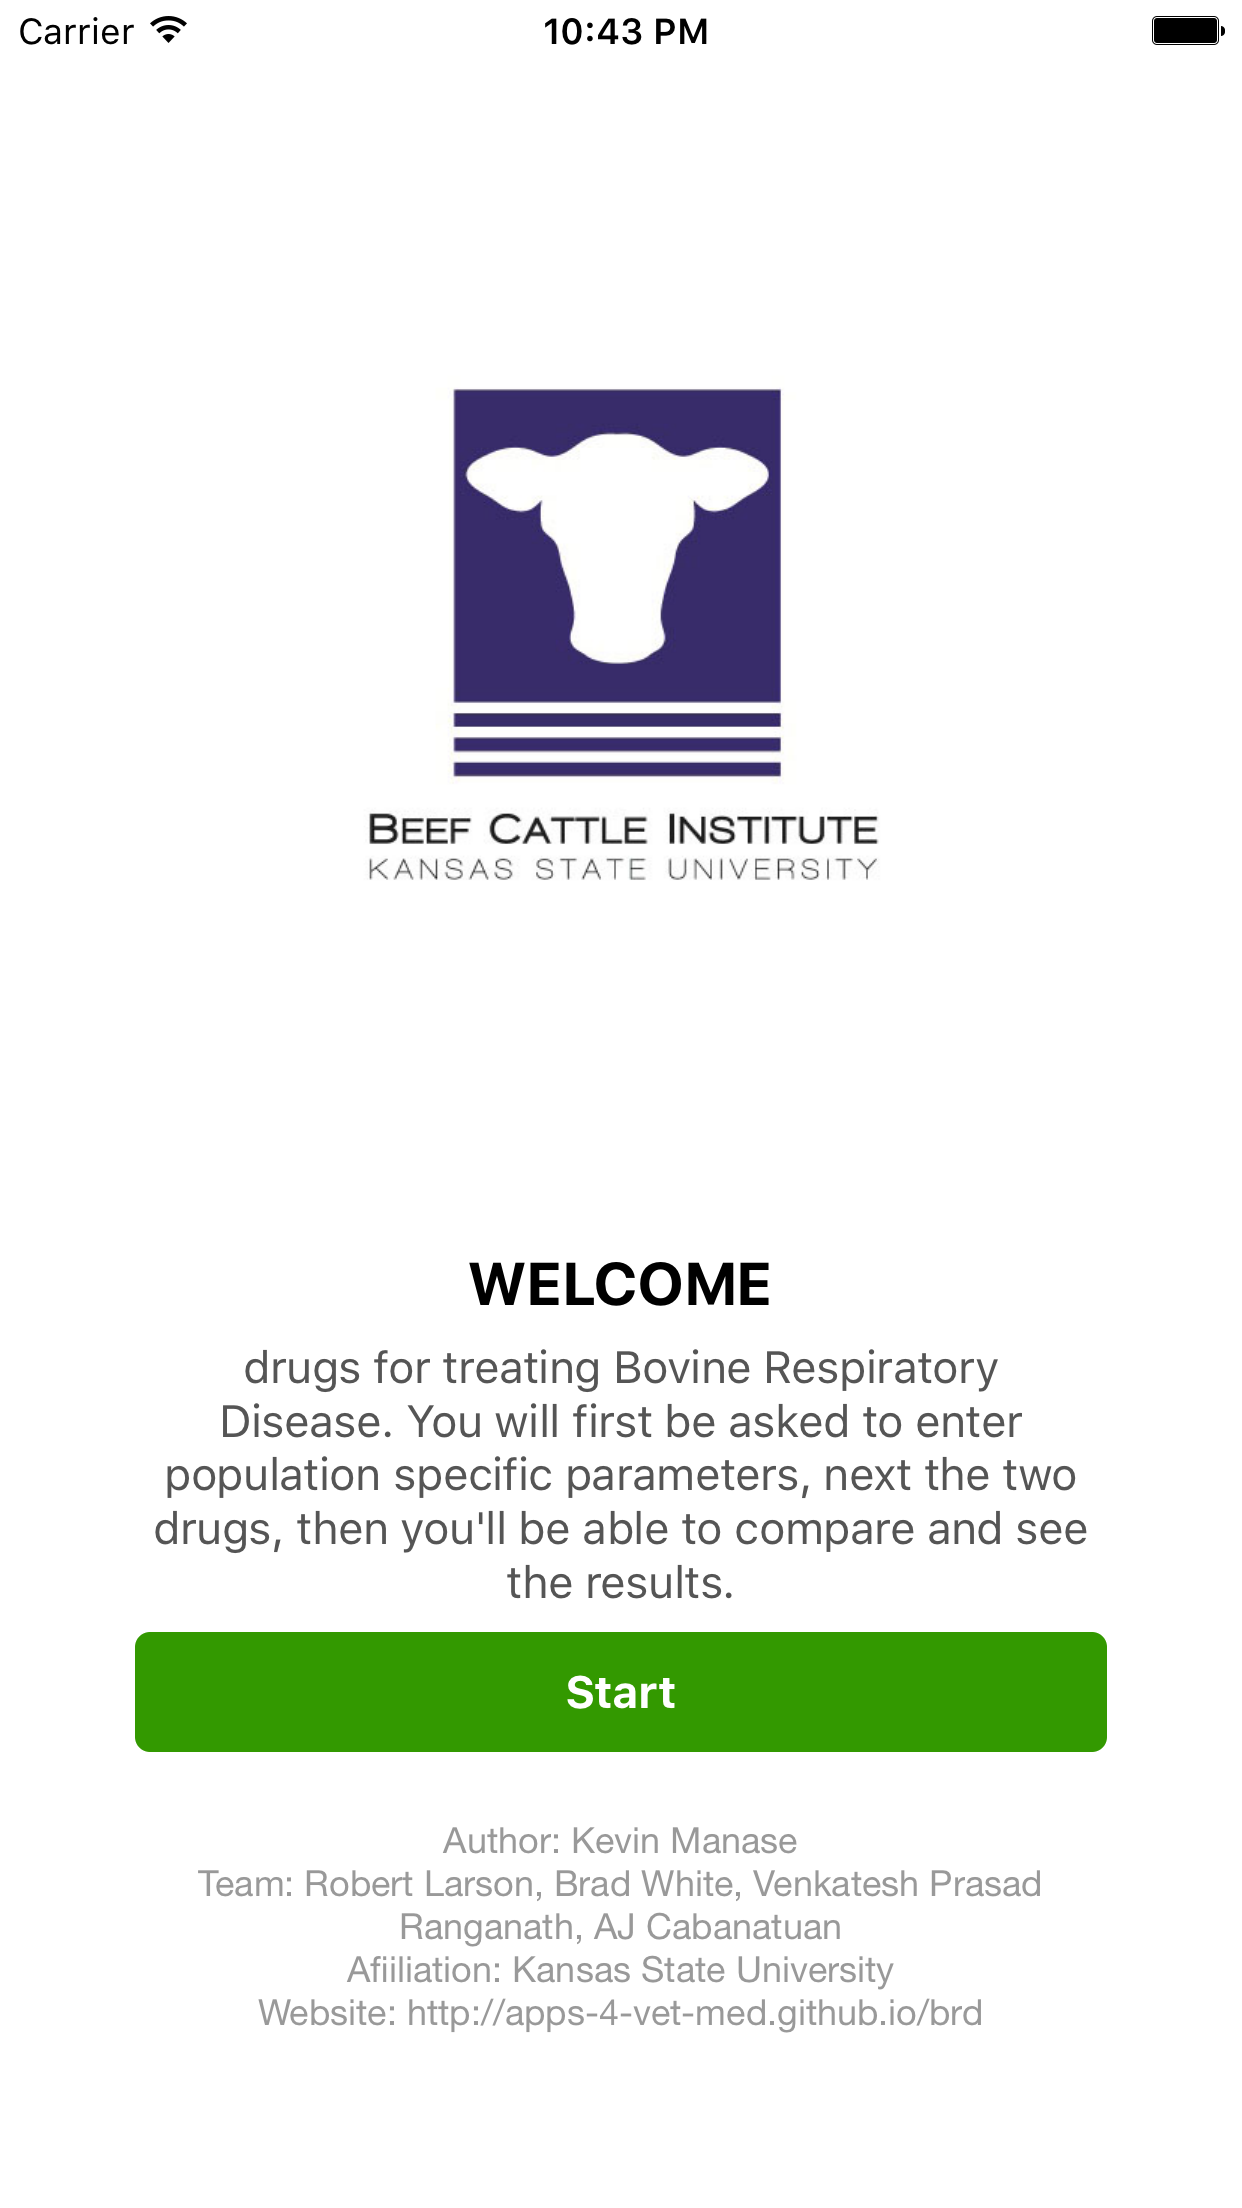 Carrier 10:43 PM
BEEF CATTLE INSTITUTE
KANSAS STATE UNIVERSITY
WELCOME
drugs for treating Bovine Respiratory
Disease. You will first be asked to enter
population specific parameters, next the two
drugs, then you'll be able to compare and see
the results.
Start
Author: Kevin Manase
Team: Robert Larson, Brad White, Venkatesh Prasad
Ranganath, AJ Cabanatuan
Afiiliation: Kansas State University
Website: http://apps-4-vet-med.github.io/brd